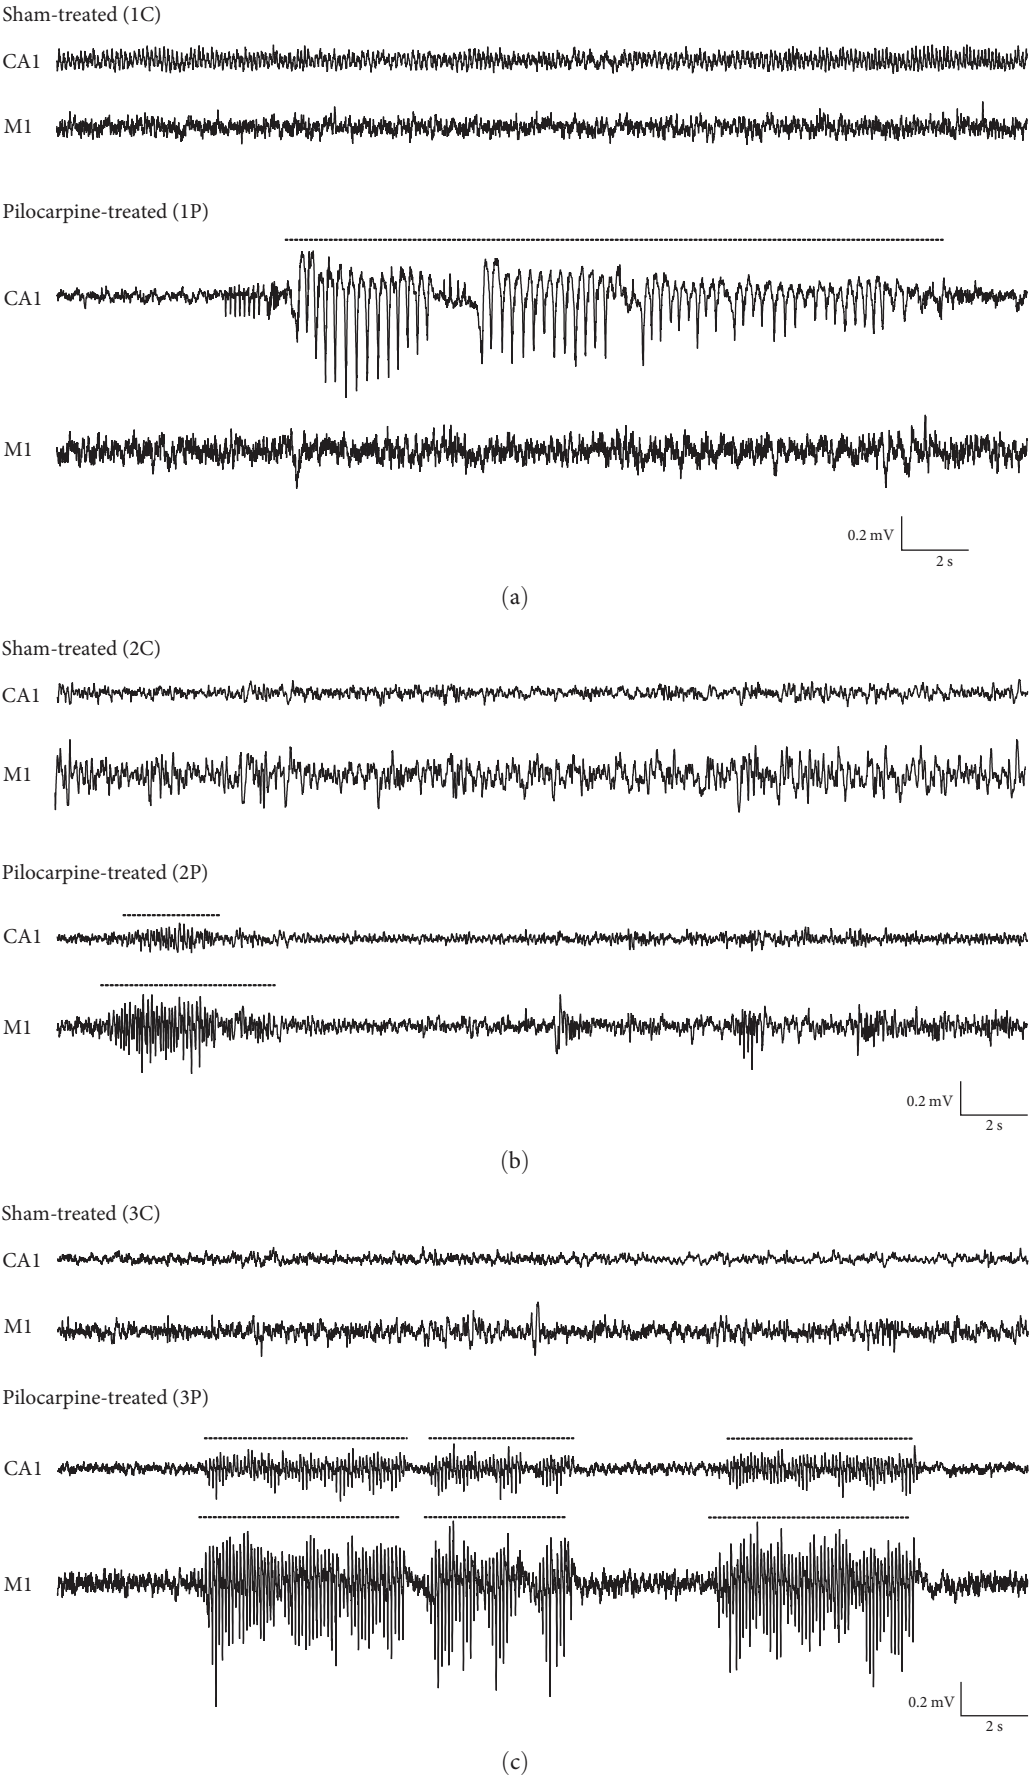 Sham-treated (1C)
CA1
M1
Pilocarpine-treated (1P)
CA1
M1
0.2 mV
2 s
(a)
Sham-treated (2C)
CA1
M1
Pilocarpine-treated (2P)
CA1
M1
0.2 mV
2 s
(b)
Sham-treated (3C)
CA1
M1
Pilocarpine-treated (3P)
CA1
M1
0.2 mV
2 s
(c)